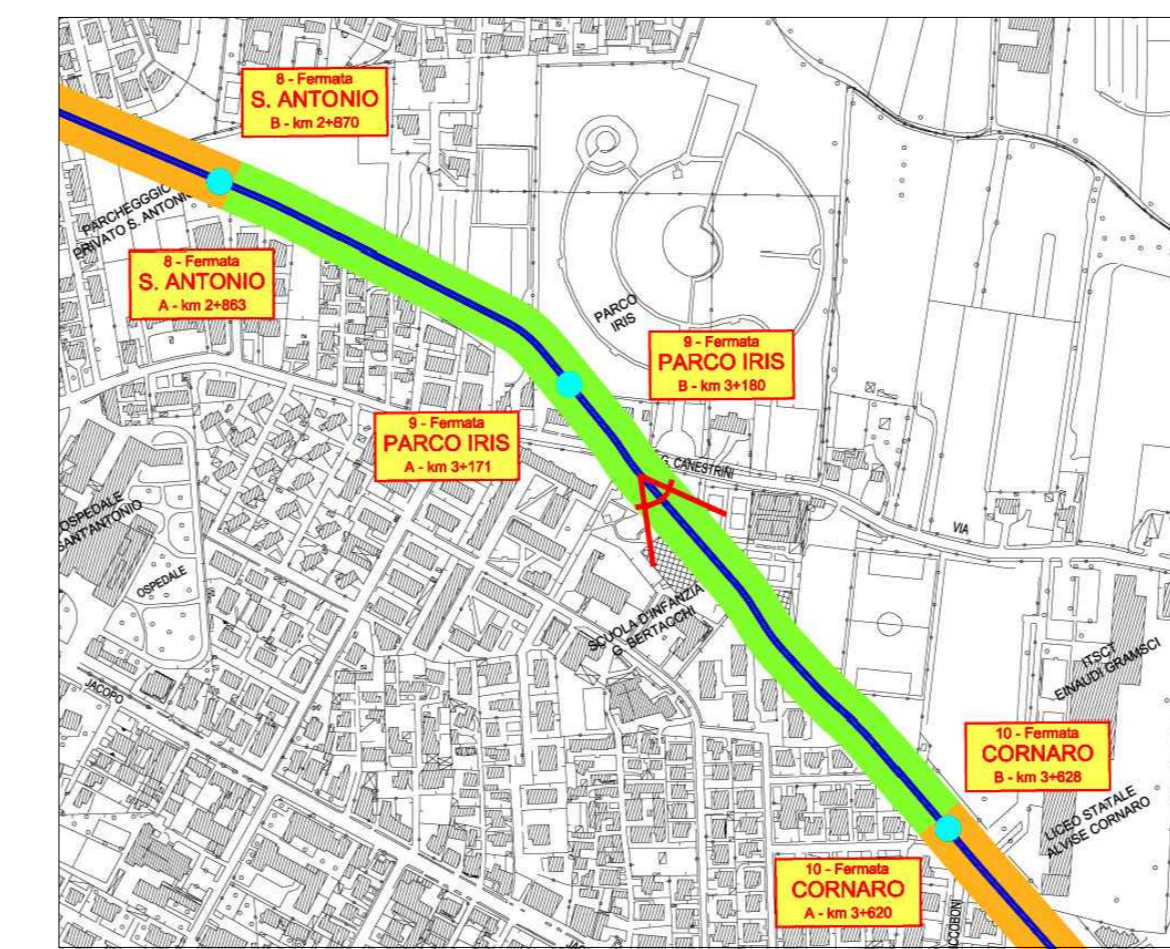 8 - Fermata
S. ANTONIO
B - km 2+870
PARCHEGGGIO
PRIVATO S. ANTONIO
8 - Fermata
S. ANTONIO
A - km 2+863
PARCO
IRIS
9 - Fermata
PARCO IRIS
B - km 3+180
9 - Fermata
PARCO IRIS
A - km 3+171
G. CANESTRINI
VIA
OSPEDALE
SANT'ANTONIO
OSPEDALE
SCUOLA D'INFANZIA
G. BERTACCHI
ITSCT
EINAUDI GRAMSCI
JACOPO
10 - Fermata
CORNARO
B - km 3+628
LICEO STATALE
ALVISE CORNARO
10 - Fermata
CORNARO
A - km 3+620